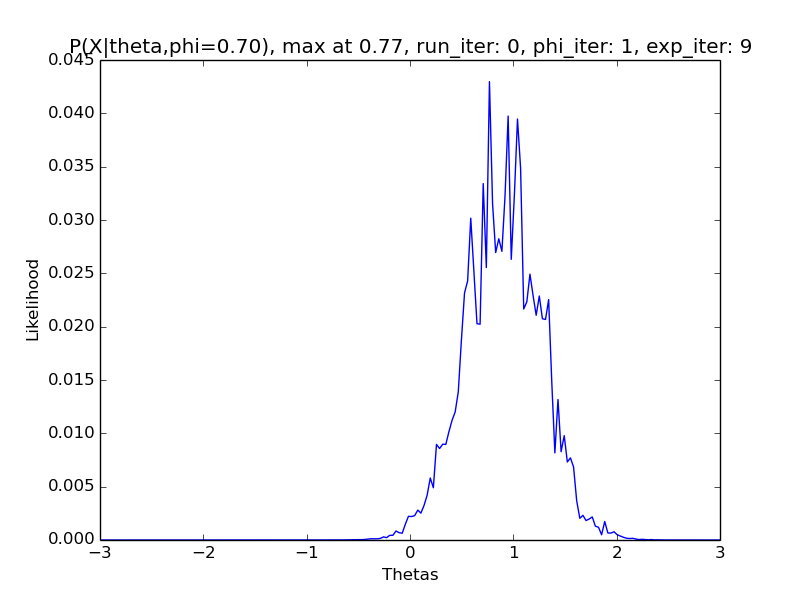 P(X|theta,phi=0.70), max at 0.77, run_iter: 0, phi_iter: 1, exp_iter: 9
0.045
0.040
0.035
0.030
0.025
0.020
0.015
0.010
0.005
0.000
Likelihood
−3 −2 −1 0 1 2 3
Thetas